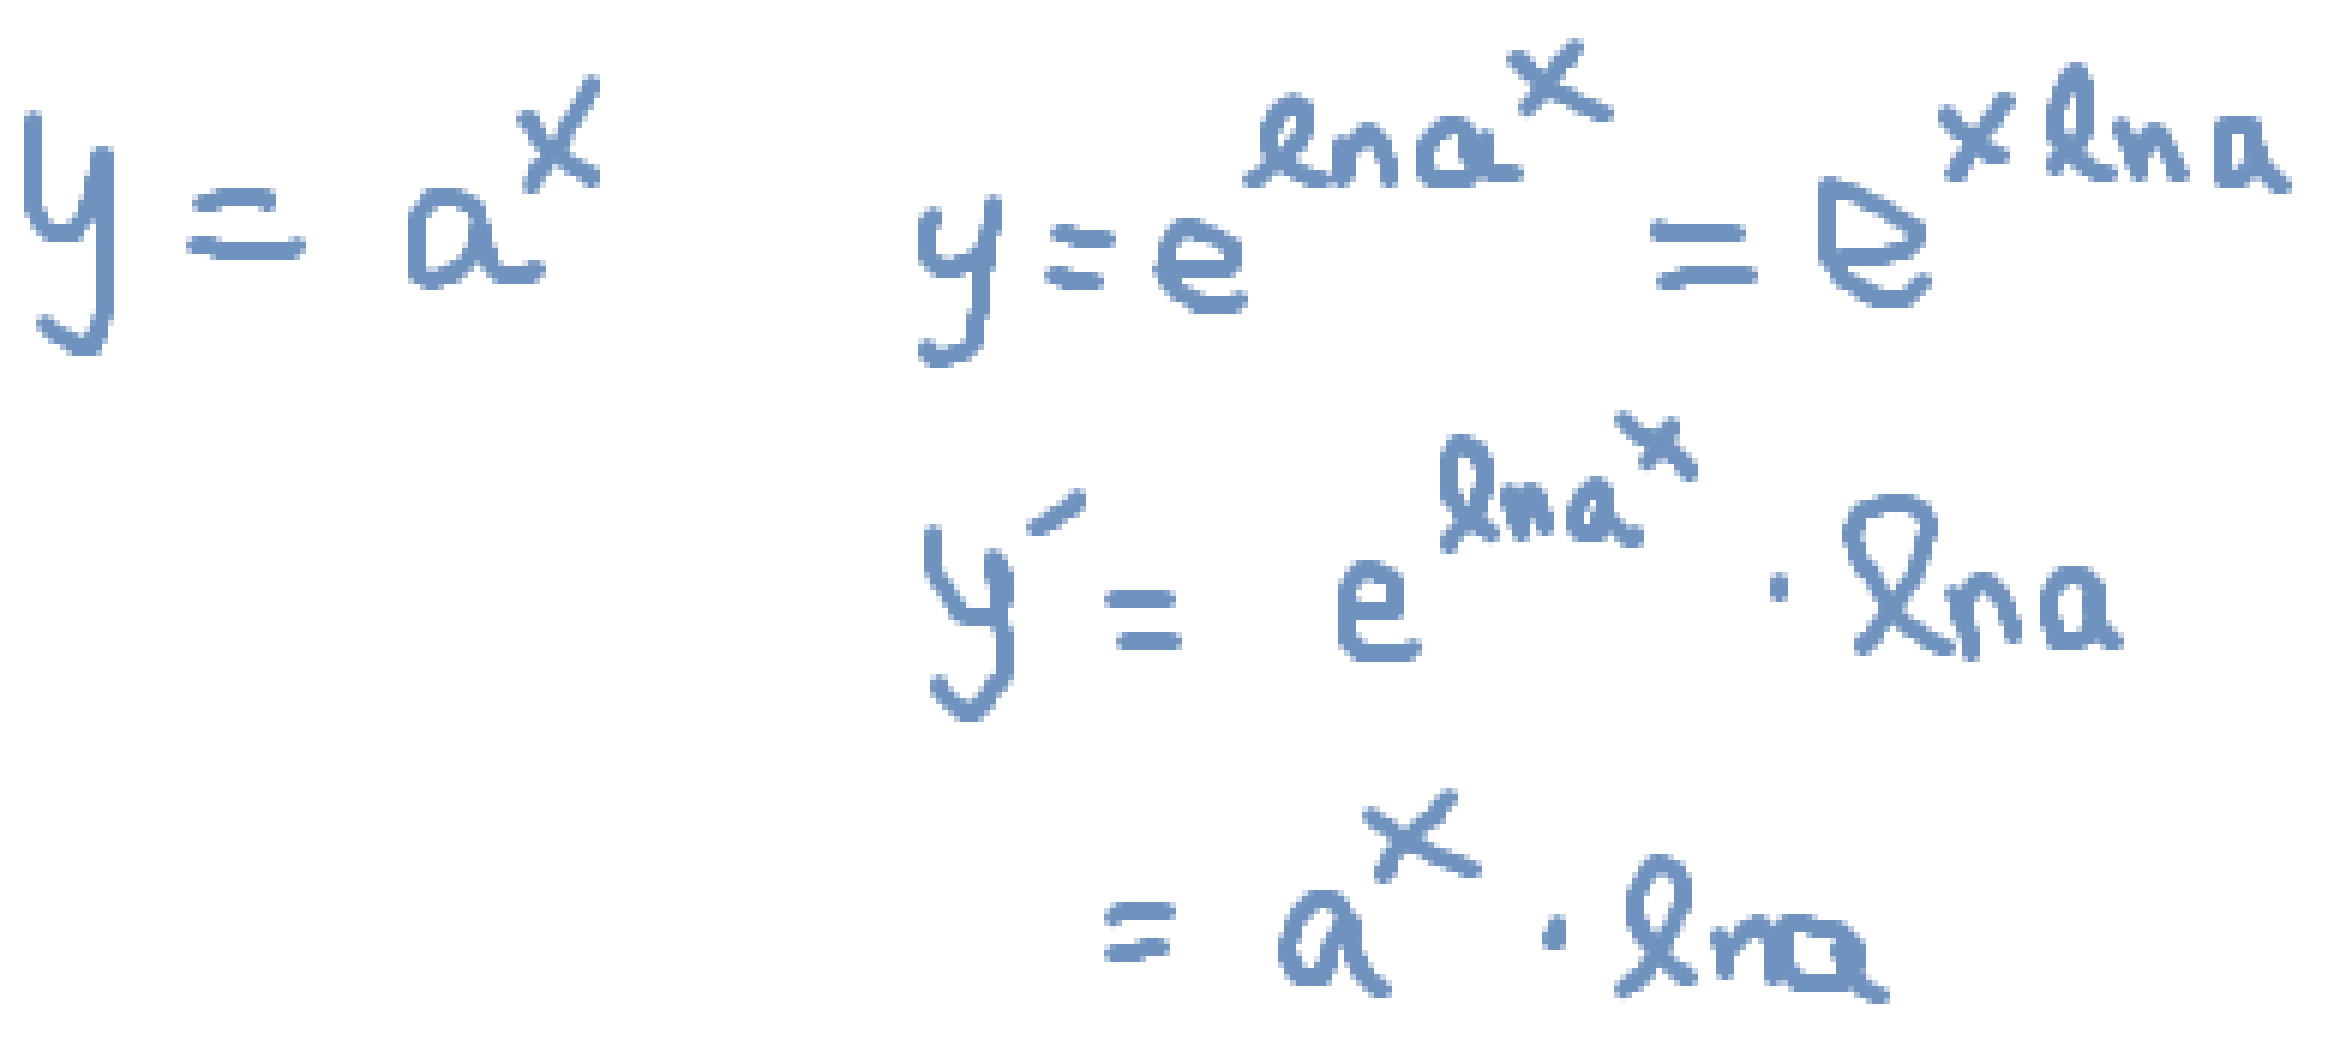 y = a^x    y = e^{ln a^x} = e^{x ln a}
y′ = e^{ln a^x} · ln a
= a^x · ln a